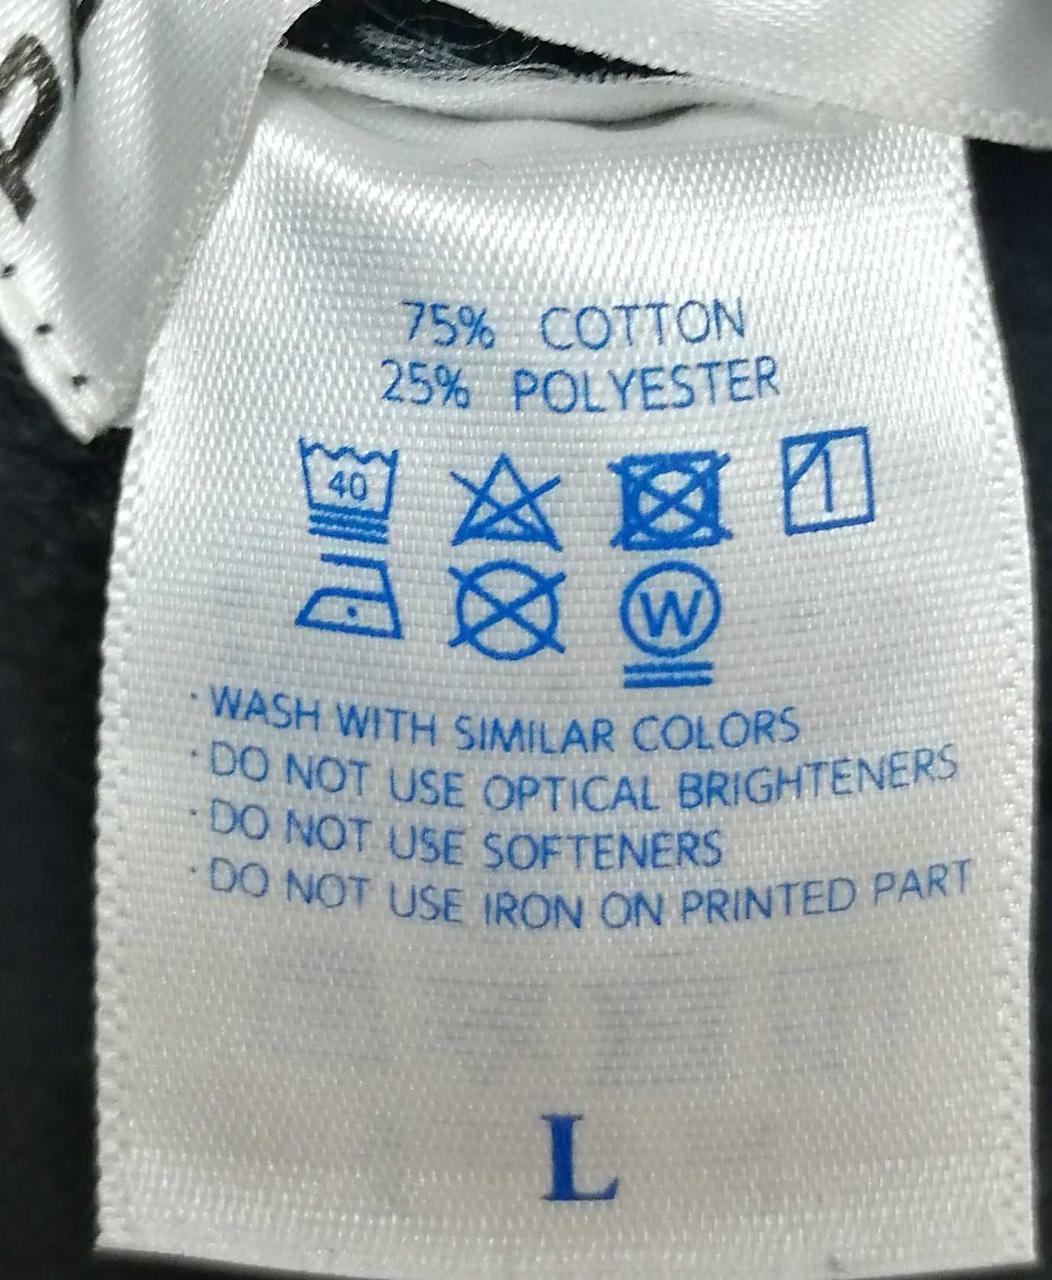 75% COTTON
25% POLYESTER
40
W
· WASH WITH SIMILAR COLORS
· DO NOT USE OPTICAL BRIGHTENERS
· DO NOT USE SOFTENERS
· DO NOT USE IRON ON PRINTED PART
L